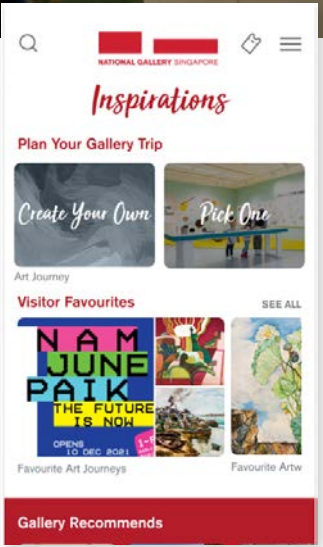 NATIONAL GALLERY SINGAPORE
Inspirations
Plan Your Gallery Trip
Create Your Own
Pick One
Art Journey
Visitor Favourites
SEE ALL
NAM
JUNE
PAIK
THE FUTURE
IS NOW
OPENS
10 DEC 2021
Favourite Art Journeys
Favourite Artw
Gallery Recommends